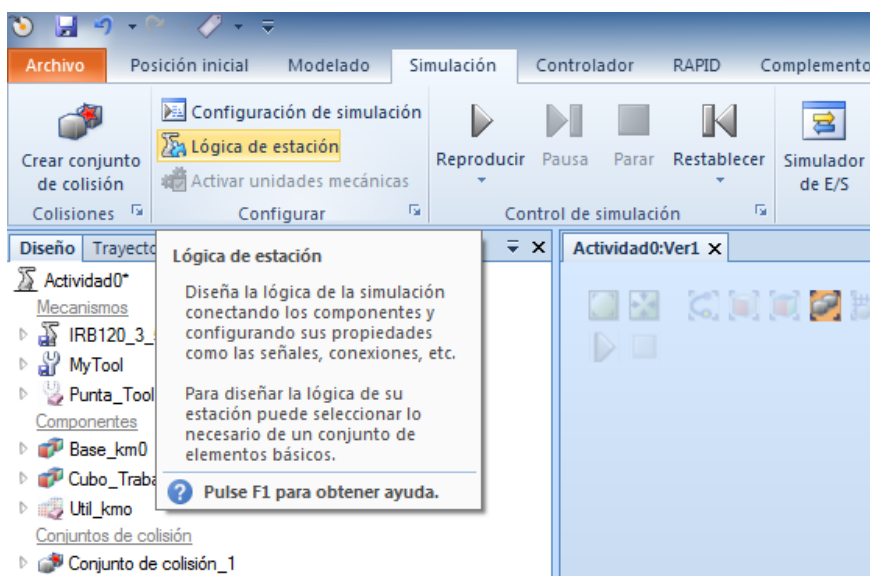 Archivo
Posición inicial
Modelado
Simulación
Controlador
RAPID
Complemento
Crear conjunto
de colisión
Configuración de simulación
Lógica de estación
Activar unidades mecánicas
Reproducir
Pausa
Parar
Restablecer
Simulador
de E/S
Colisiones
Configurar
Control de simulación
Diseño
Trayecto
Actividad0:Ver1
Lógica de estación
Diseña la lógica de la simulación
conectando los componentes y
configurando sus propiedades
como las señales, conexiones, etc.
Para diseñar la lógica de su
estación puede seleccionar lo
necesario de un conjunto de
elementos básicos.
Pulse F1 para obtener ayuda.
Actividad0*
Mecanismos
IRB120_3_
MyTool
Punta_Tool
Componentes
Base_km0
Cubo_Traba
Util_kmo
Conjuntos de colisión
Conjunto de colisión_1